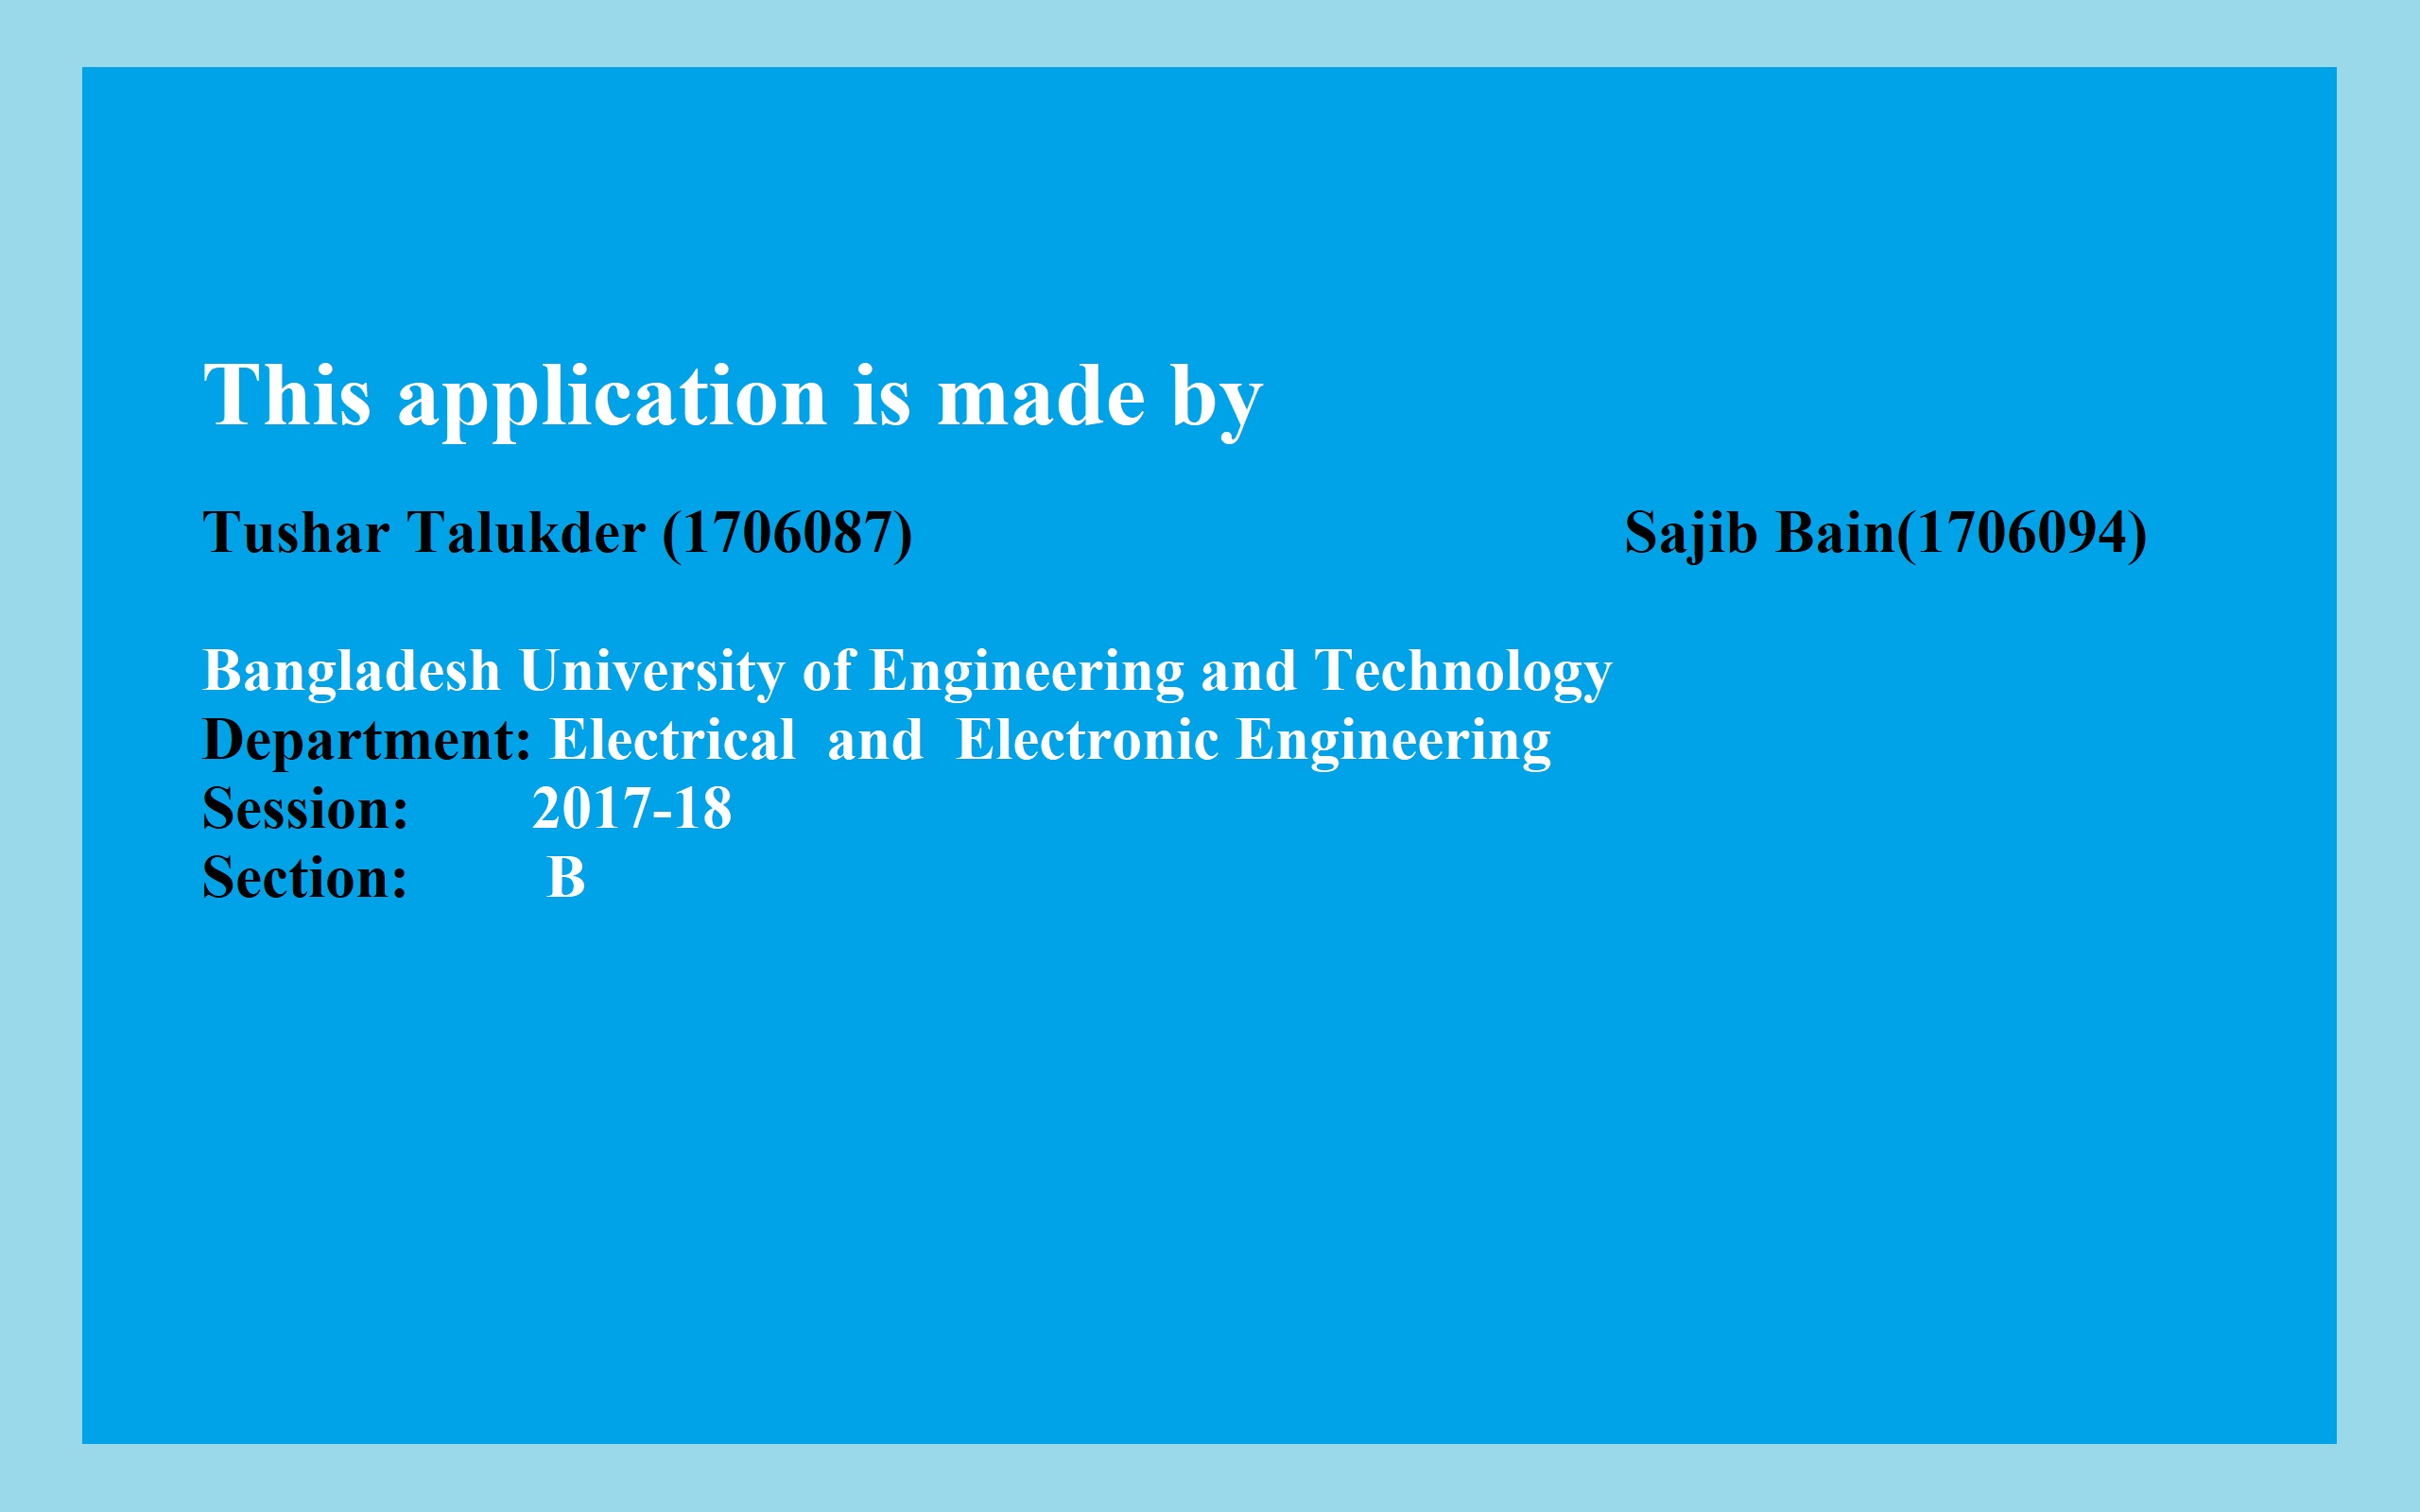 This application is made by
Tushar Talukder (1706087) Sajib Bain(1706094)
Bangladesh University of Engineering and Technology
Department: Electrical and Electronic Engineering
Session: 2017-18
Section: B